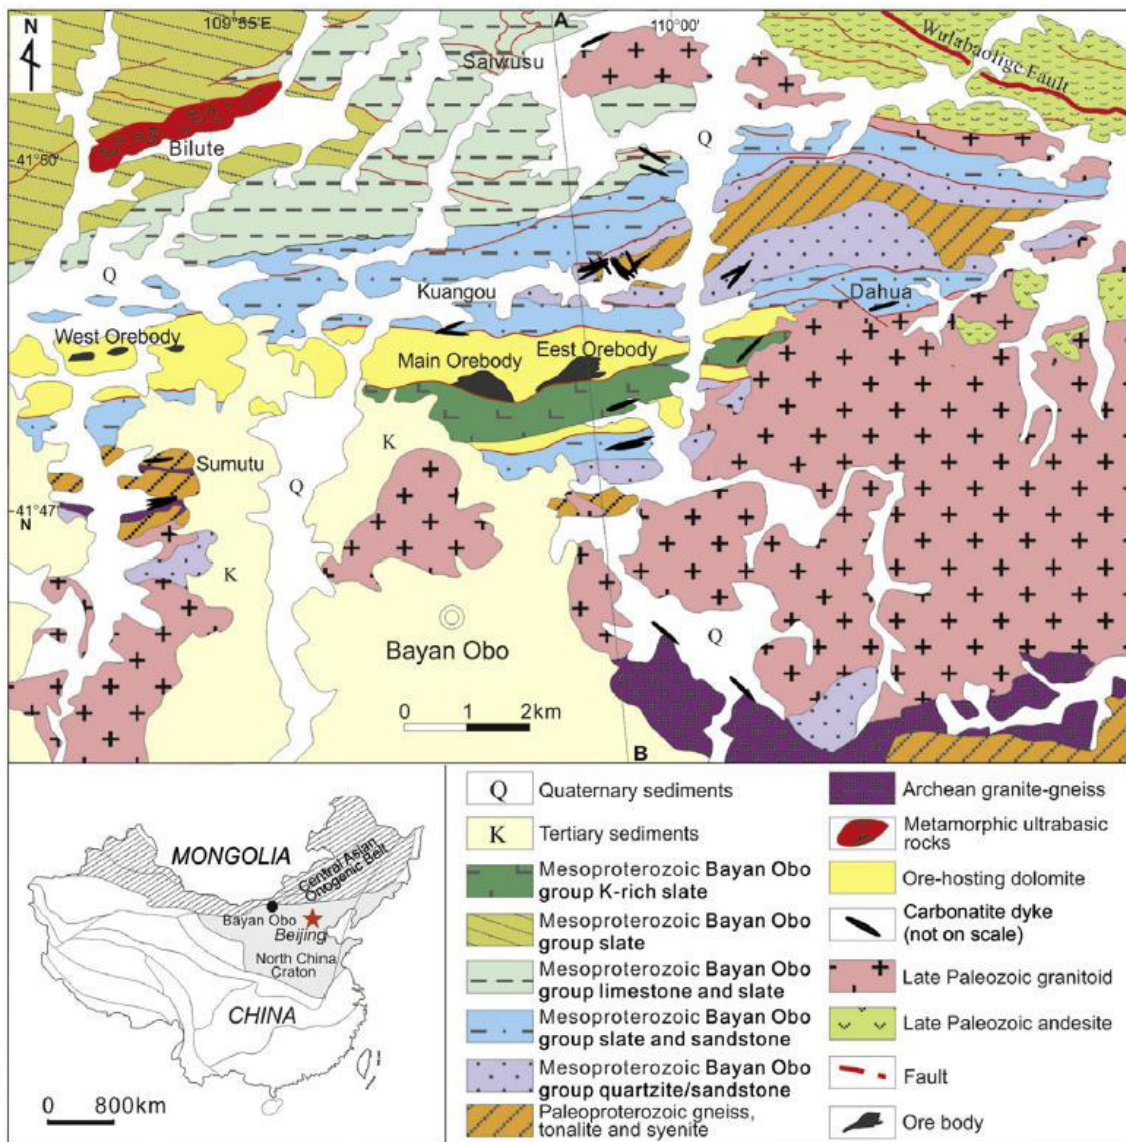 109°55′E
110°00′
A
N
Saiwusu
Wulabaolige Fault
Q
41°50′
Bilute
Q
Kuangou
Dahua
West Orebody
Main Orebody
Eest Orebody
K
Sumutu
Q
41°47′
N
K
Q
Bayan Obo
0 1 2km
B
MONGOLIA
Central Asian
Orogenic Belt
Bayan Obo
Beijing
North China
Craton
CHINA
0 800km
Q Quaternary sediments
K Tertiary sediments
Mesoproterozoic Bayan Obo
group K-rich slate
Mesoproterozoic Bayan Obo
group slate
Mesoproterozoic Bayan Obo
group limestone and slate
Mesoproterozoic Bayan Obo
group slate and sandstone
Mesoproterozoic Bayan Obo
group quartzite/sandstone
Paleoproterozoic gneiss,
tonalite and syenite
Archean granite-gneiss
Metamorphic ultrabasic
rocks
Ore-hosting dolomite
Carbonatite dyke
(not on scale)
Late Paleozoic granitoid
Late Paleozoic andesite
Fault
Ore body